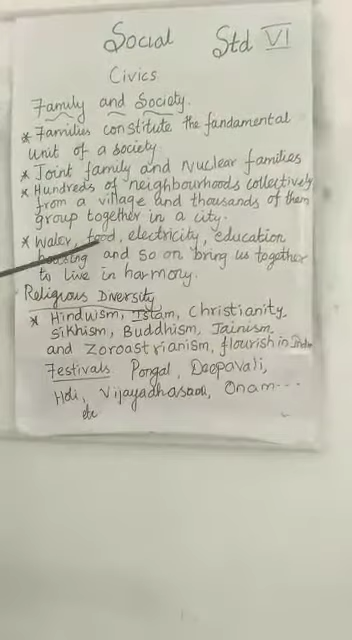 Social Std VI
Civics
Family and Society.
* Families constitute the fundamental
unit of a society.
* Joint family and Nuclear families
* Hundreds of neighbourhoods collectively
from a village and thousands of them
group together in a city.
* Water, food, electricity, education
housing and so on bring us together
to live in harmony.
Religious Diversity
* Hinduism, Islam, Christianity
Sikhism, Buddhism, Jainism
and Zoroastrianism, flourish in India
Festivals Pongal, Deepavali,
Holi, Vijayadhasami, Onam...
etc